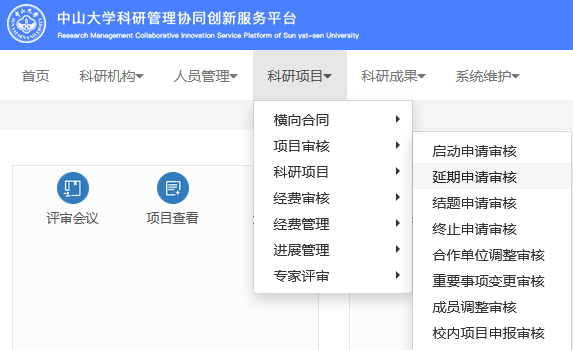 中山大学科研管理协同创新服务平台
Research Management Collaborative Innovation Service Platform of Sun yat-sen University
首页 科研机构 人员管理 科研项目 科研成果 系统维护
横向合同
项目审核
科研项目
经费审核
经费管理
进展管理
专家评审
启动申请审核
延期申请审核
结题申请审核
终止申请审核
合作单位调整审核
重要事项变更审核
成员调整审核
校内项目申报审核
评审会议 项目查看